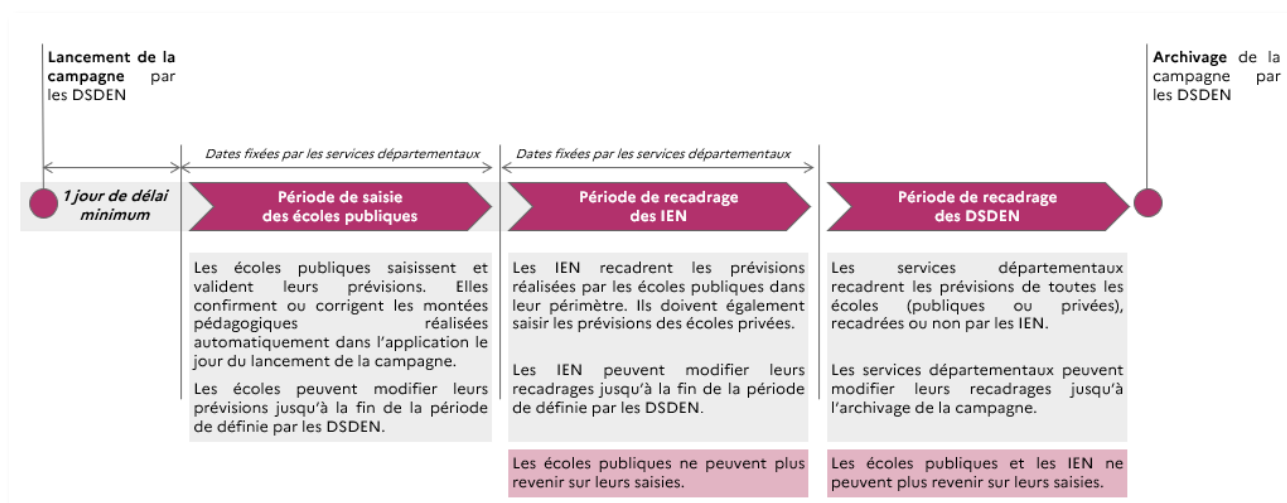 Lancement de la
campagne par
les DSDEN
Archivage de la
campagne par
les DSDEN
Dates fixées par les services départementaux
Dates fixées par les services départementaux
1 jour de délai
minimum
Période de saisie
des écoles publiques
Période de recadrage
des IEN
Période de recadrage
des DSDEN
Les écoles publiques saisissent et
valident leurs prévisions. Elles
confirment ou corrigent les montées
pédagogiques réalisées
automatiquement dans l'application le
jour du lancement de la campagne.
Les écoles peuvent modifier leurs
prévisions jusqu'à la fin de la période
de définie par les DSDEN.
Les IEN recadrent les prévisions
réalisées par les écoles publiques dans
leur périmètre. Ils doivent également
saisir les prévisions des écoles privées.
Les IEN peuvent modifier leurs
recadrages jusqu'à la fin de la période
de définie par les DSDEN.
Les écoles publiques ne peuvent plus
revenir sur leurs saisies.
Les services départementaux
recadrent les prévisions de toutes les
écoles (publiques ou privées),
recadrées ou non par les IEN.
Les services départementaux peuvent
modifier leurs recadrages jusqu'à
l'archivage de la campagne.
Les écoles publiques et les IEN ne
peuvent plus revenir sur leurs saisies.